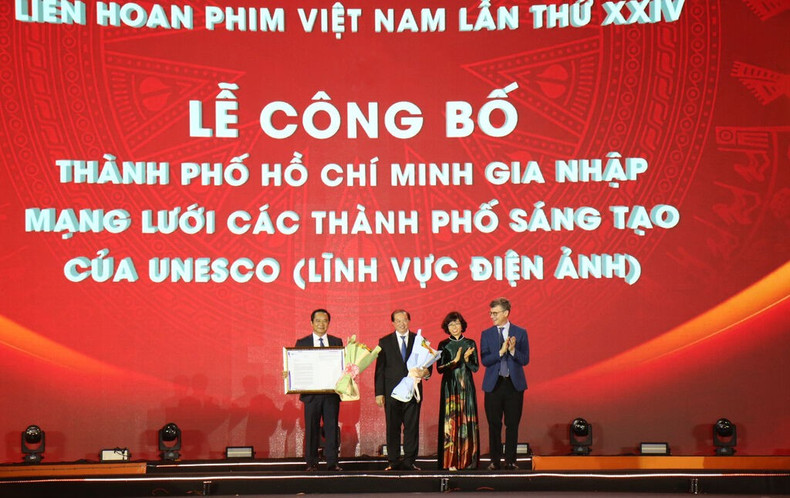 LIÊN HOAN PHIM VIỆT NAM LẦN THỨ XXIV
LỄ CÔNG BỐ
THÀNH PHỐ HỒ CHÍ MINH GIA NHẬP
MẠNG LƯỚI CÁC THÀNH PHỐ SÁNG TẠO
CỦA UNESCO (LĨNH VỰC ĐIỆN ẢNH)